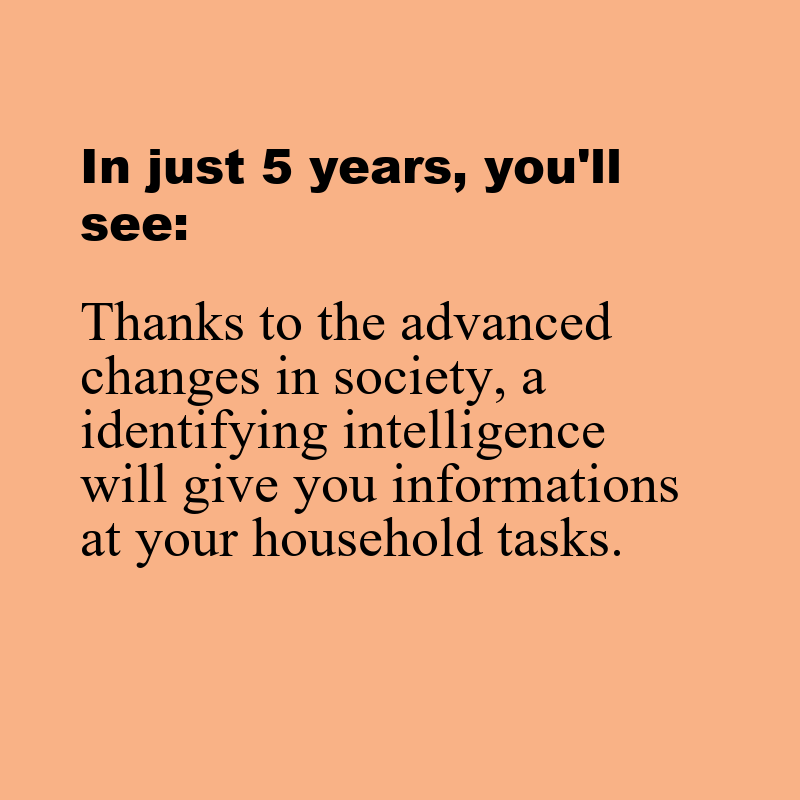 In just 5 years, you'll
see:
Thanks to the advanced
changes in society, a
identifying intelligence
will give you informations
at your household tasks.